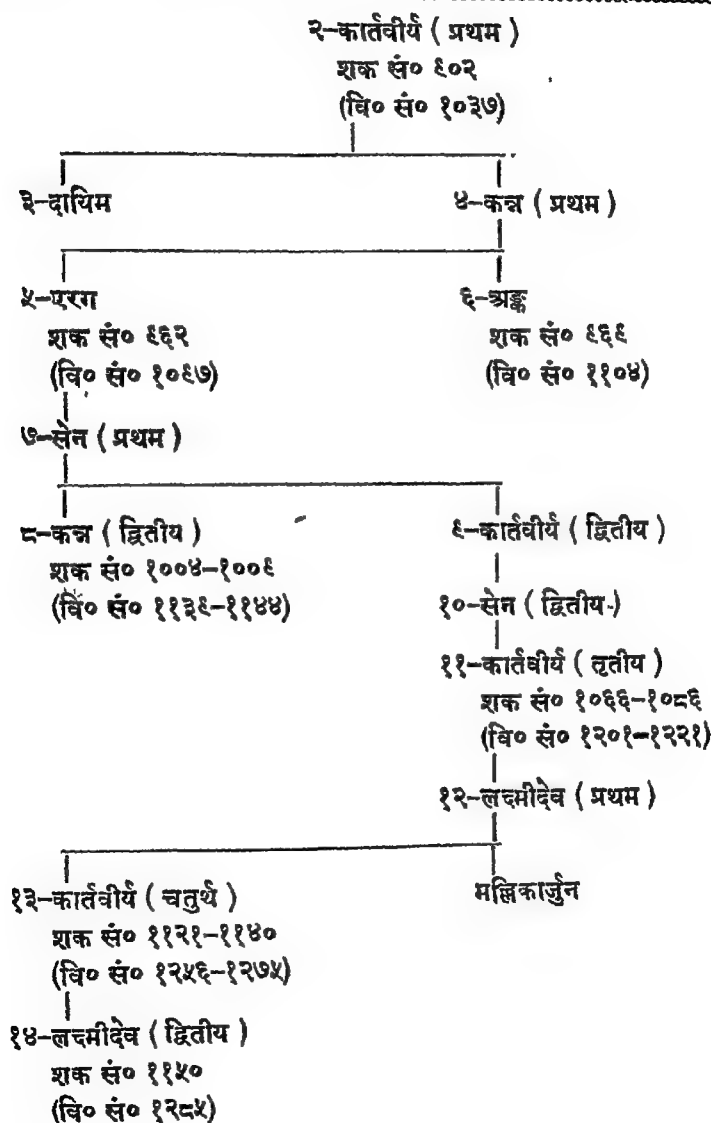 २-कार्तवीर्य ( प्रथम )
शक सं० ९०२
(वि० सं० १०३७)
३-दायिम
४-कन्न ( प्रथम )
५-एरग
शक सं० ९६२
(वि० सं० १०९७)
६-अङ्क
शक सं० ९६९
(वि० सं० ११०४)
७-सेन ( प्रथम )
८-कन्न ( द्वितीय )
शक सं० १००४-१००९
(वि० सं० ११३९-११४४)
९-कार्तवीर्य ( द्वितीय )
१०-सेन ( द्वितीय )
११-कार्तवीर्य ( तृतीय )
शक सं० १०६६-१०८६
(वि० सं० १२०१-१२२१)
१२-लक्ष्मीदेव ( प्रथम )
१३-कार्तवीर्य ( चतुर्थ )
शक सं० ११२१-११४०
(वि० सं० १२५६-१२७५)
मल्लिकार्जुन
१४-लक्ष्मीदेव ( द्वितीय )
शक सं० ११५०
(वि० सं० १२८५)